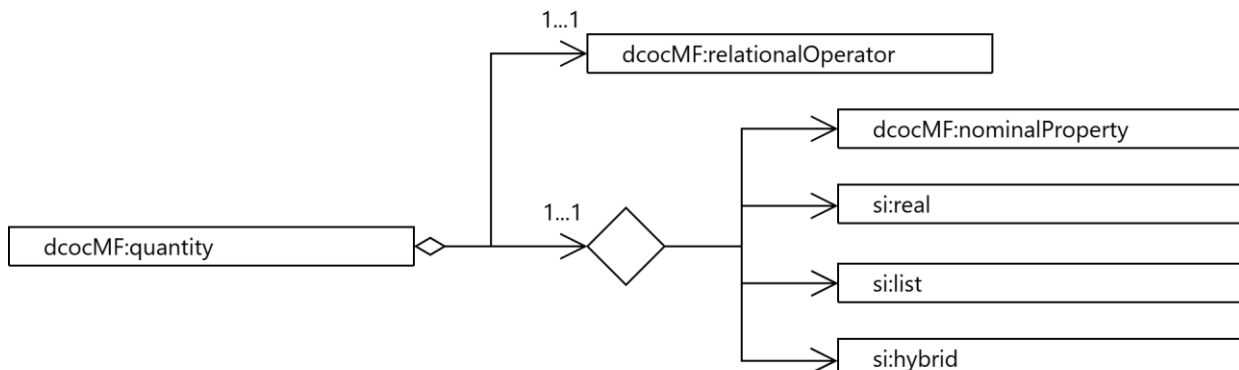 1...1
dcocMF:relationalOperator
dcocMF:nominalProperty
si:real
1...1
dcocMF:quantity
si:list
si:hybrid